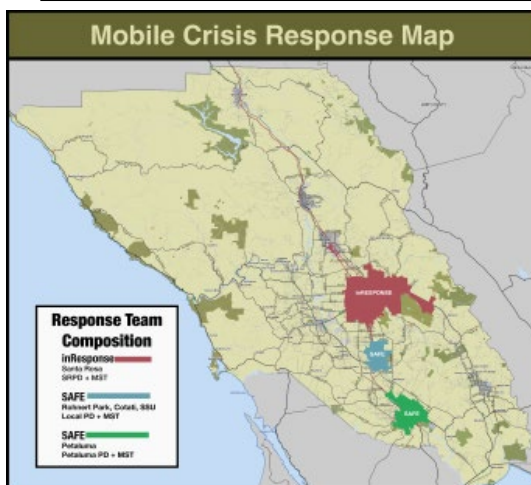 Mobile Crisis Response Map
inRESPONSE
SAFE
SAFE
Response Team
Composition
inResponse
Santa Rosa
SRPD + MST
SAFE
Rohnert Park, Cotati, SSU
Local PD + MST
SAFE
Petaluma
Petaluma PD + MST